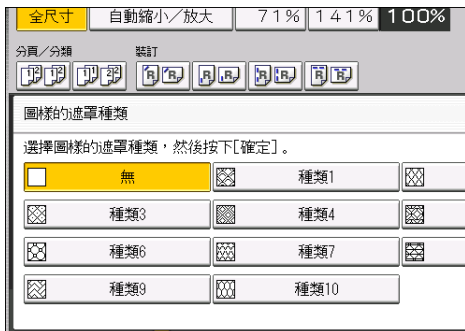 全尺寸 自動縮小／放大 71% 141% 100%
分頁／分類 裝訂
圖樣的遮罩種類
選擇圖樣的遮罩種類，然後按下[確定]。
無 種類1
種類3 種類4
種類6 種類7
種類9 種類10